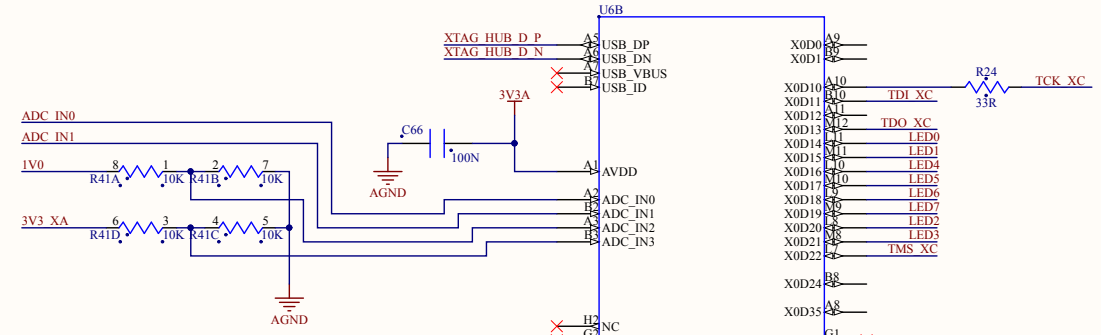 U6B
XTAG_HUB_D_P A5 USB_DP
XTAG_HUB_D_N A6 USB_DN
A7 USB_VBUS
B7 USB_ID
3V3A
C66
100N
AGND
A1 AVDD
ADC_IN0
ADC_IN1
1V0 8 1 2 7
R41A 10K R41B 10K
3V3_XA 6 3 4 5
R41D 10K R41C 10K
AGND
A2 ADC_IN0
B2 ADC_IN1
A3 ADC_IN2
B3 ADC_IN3
H2 NC
G2
X0D0 A9
X0D1 B9
X0D10 A10 R24 TCK_XC
33R
X0D11 B10 TDI_XC
X0D12 A11
X0D13 M12 TDO_XC
X0D14 L11 LED0
X0D15 M11 LED1
X0D16 L10 LED4
X0D17 M10 LED5
X0D18 L9 LED6
X0D19 M9 LED7
X0D20 L8 LED2
X0D21 M8 LED3
X0D22 L7 TMS_XC
X0D24 B8
X0D35 A8
G1